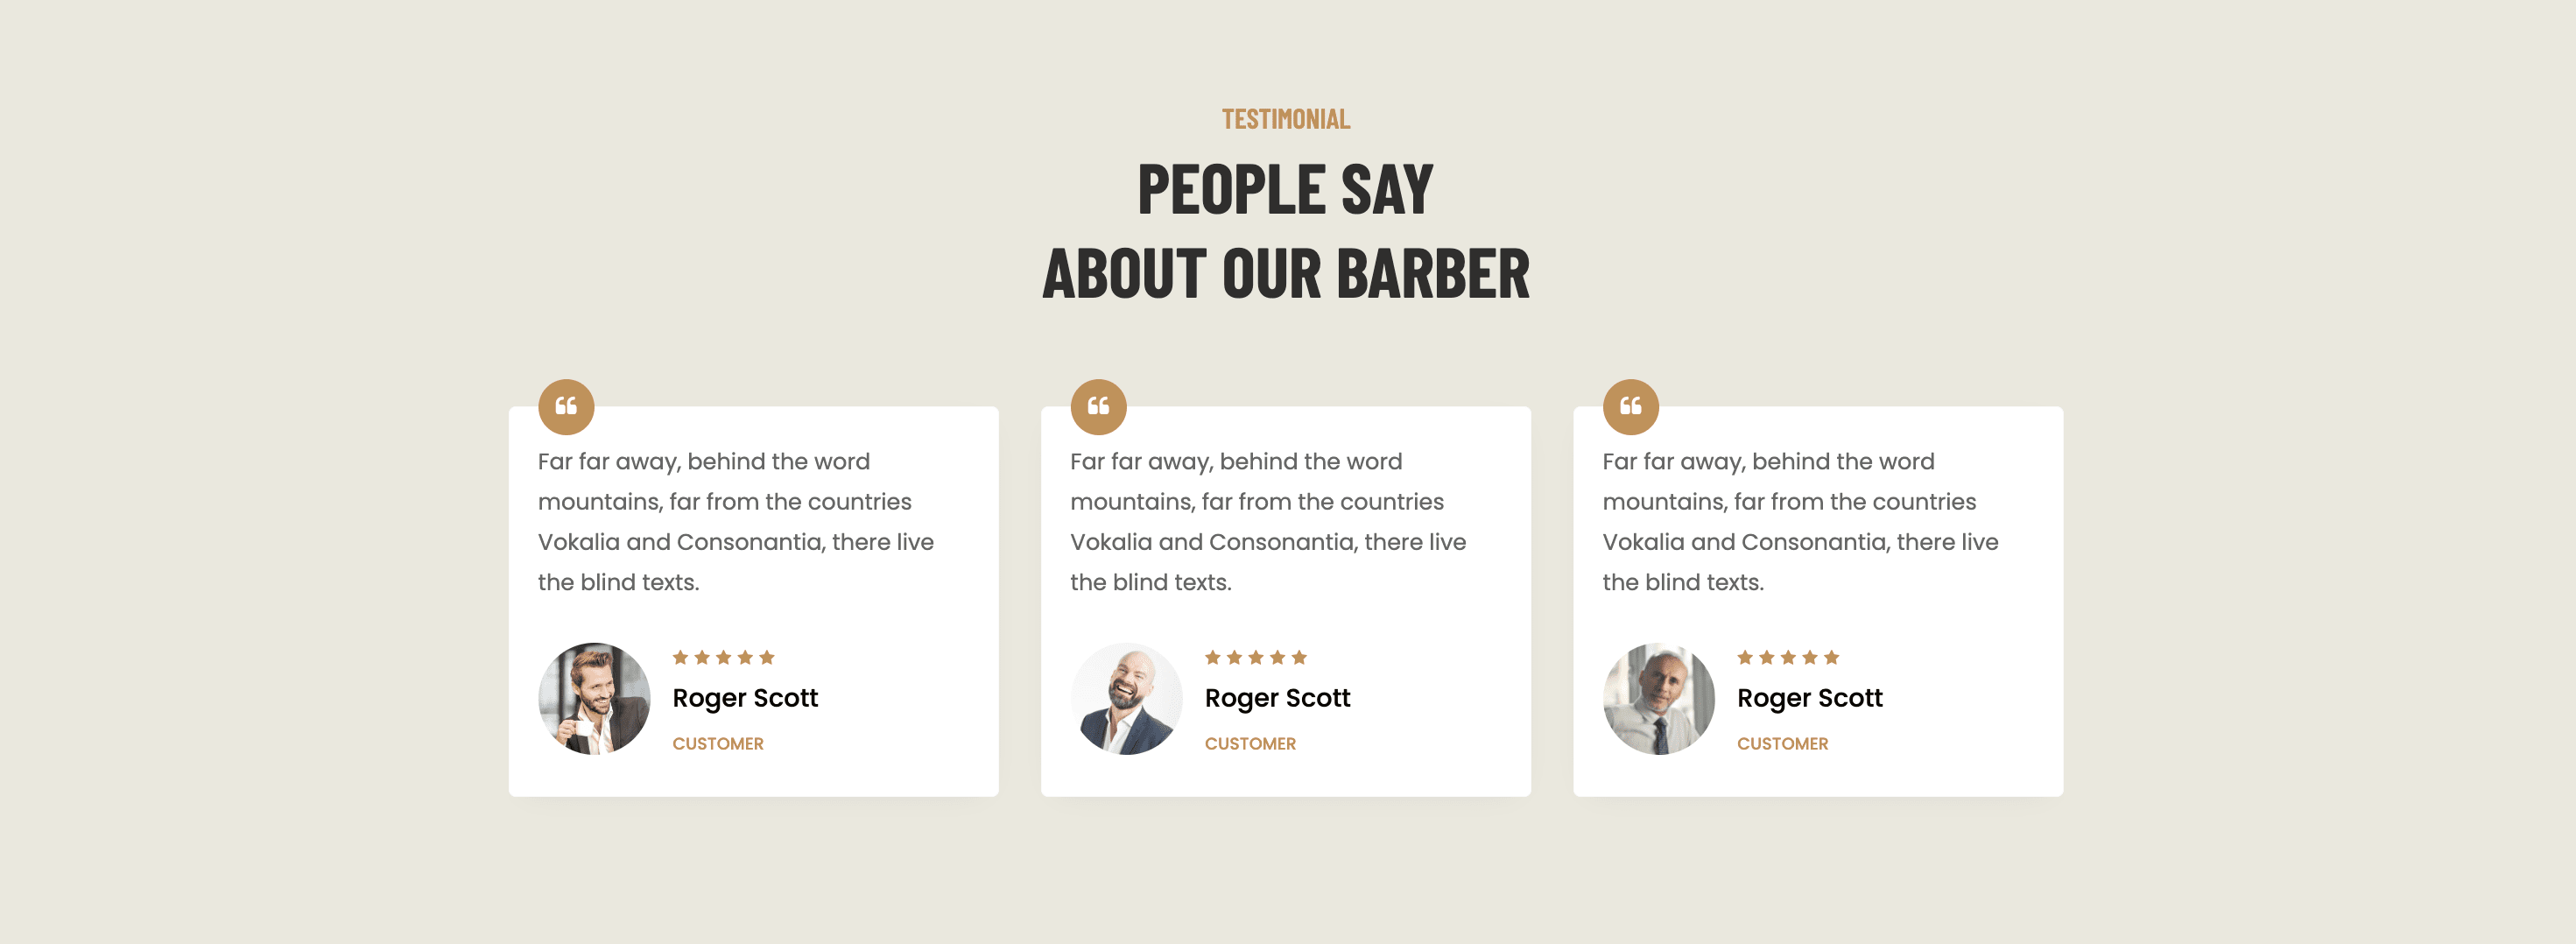 TESTIMONIAL
PEOPLE SAY
ABOUT OUR BARBER
Far far away, behind the word
mountains, far from the countries
Vokalia and Consonantia, there live
the blind texts.
Roger Scott
CUSTOMER
Far far away, behind the word
mountains, far from the countries
Vokalia and Consonantia, there live
the blind texts.
Roger Scott
CUSTOMER
Far far away, behind the word
mountains, far from the countries
Vokalia and Consonantia, there live
the blind texts.
Roger Scott
CUSTOMER